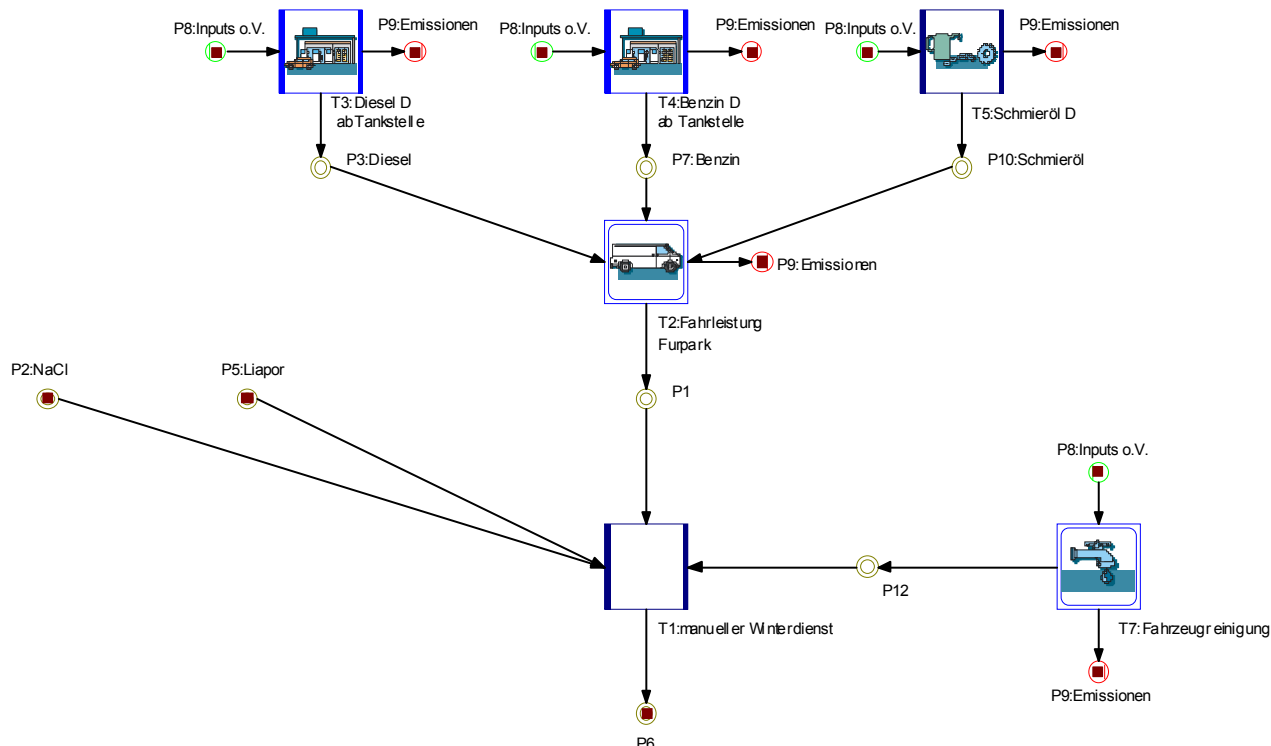 P8:Inputs o.V.
P9:Emissionen
P8:Inputs o.V.
P9:Emissionen
P8:Inputs o.V.
P9:Emissionen
T3:Diesel D
ab Tankstelle
T4:Benzin D
ab Tankstelle
T5:Schmieröl D
P3:Diesel
P7:Benzin
P10:Schmieröl
P9:Emissionen
T2:Fahrleistung
Furpark
P2:NaCl
P5:Liapor
P1
P8:Inputs o.V.
P12
T1:manueller Winterdienst
T7:Fahrzeugreinigung
P9:Emissionen
P6